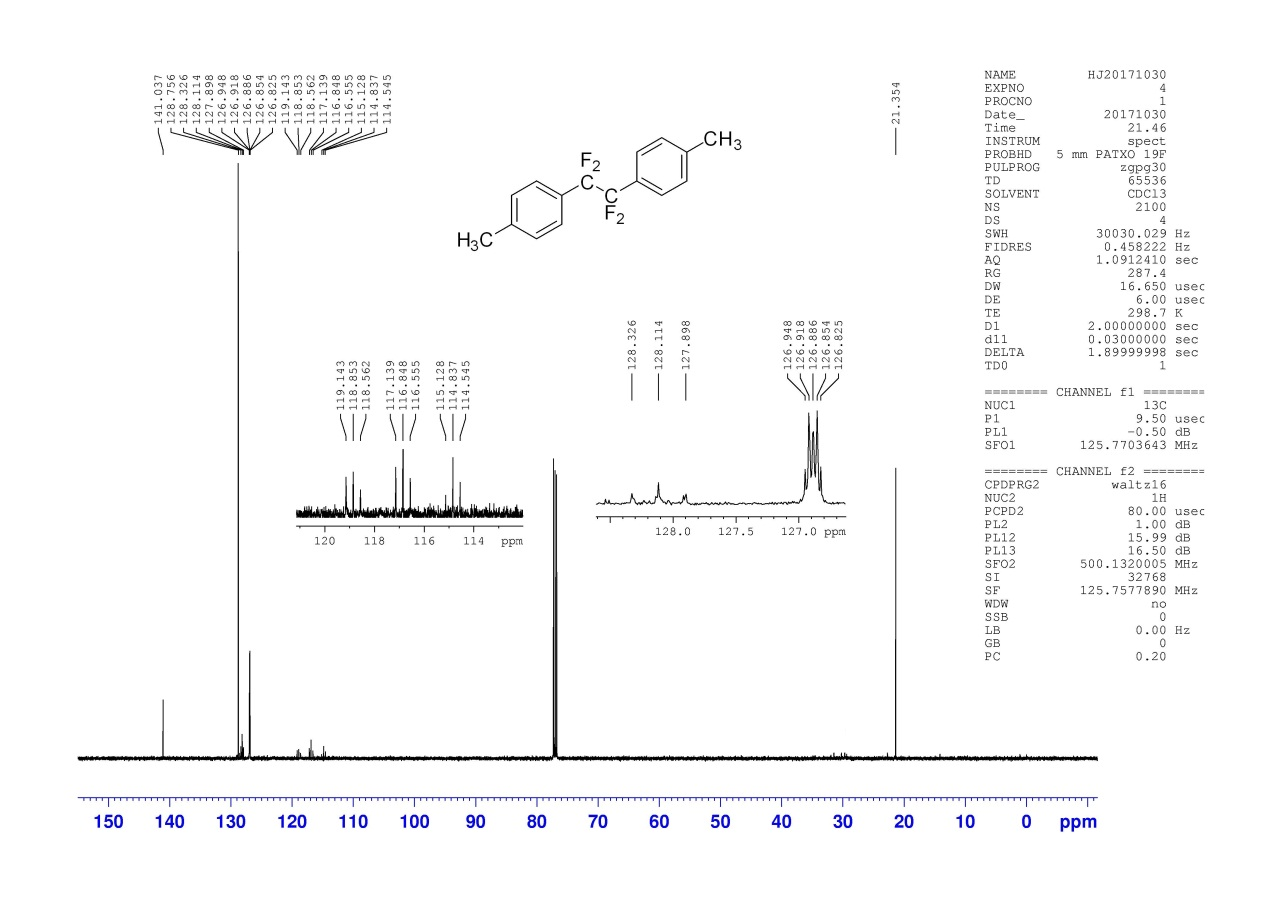 141.037
128.756
128.326
128.114
127.898
126.948
126.918
126.886
126.854
126.825
119.143
118.853
118.562
117.139
116.848
116.555
115.128
114.837
114.545
21.354
CH3
F2
C
C
F2
H3C
119.143
118.853
118.562
117.139
116.848
116.555
115.128
114.837
114.545
120 118 116 114 ppm
128.326
128.114
127.898
126.948
126.918
126.886
126.854
126.825
128.0 127.5 127.0 ppm
150 140 130 120 110 100 90 80 70 60 50 40 30 20 10 0 ppm
NAME HJ20171030
EXPNO 4
PROCNO 1
Date_ 20171030
Time 21.46
INSTRUM spect
PROBHD 5 mm PATXO 19F
PULPROG zgpg30
TD 65536
SOLVENT CDCl3
NS 2100
DS 4
SWH 30030.029 Hz
FIDRES 0.458222 Hz
AQ 1.0912410 sec
RG 287.4
DW 16.650 usec
DE 6.00 usec
TE 298.7 K
D1 2.00000000 sec
d11 0.03000000 sec
DELTA 1.89999998 sec
TD0 1
======== CHANNEL f1 ========
NUC1 13C
P1 9.50 usec
PL1 -0.50 dB
SFO1 125.7703643 MHz
======== CHANNEL f2 ========
CPDPRG2 waltz16
NUC2 1H
PCPD2 80.00 usec
PL2 1.00 dB
PL12 15.99 dB
PL13 16.50 dB
SFO2 500.1320005 MHz
SI 32768
SF 125.7577890 MHz
WDW no
SSB 0
LB 0.00 Hz
GB 0
PC 0.20